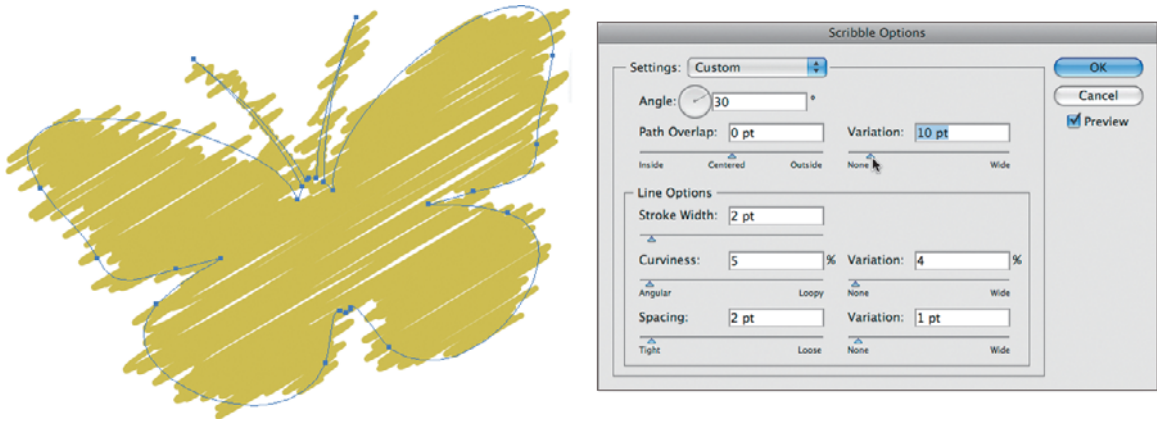 Scribble Options
Settings: Custom
OK
Cancel
Preview
Angle: 30 °
Path Overlap: 0 pt Variation: 10 pt
Inside Centered Outside None Wide
Line Options
Stroke Width: 2 pt
Curviness: 5 % Variation: 4 %
Angular Loopy None Wide
Spacing: 2 pt Variation: 1 pt
Tight Loose None Wide